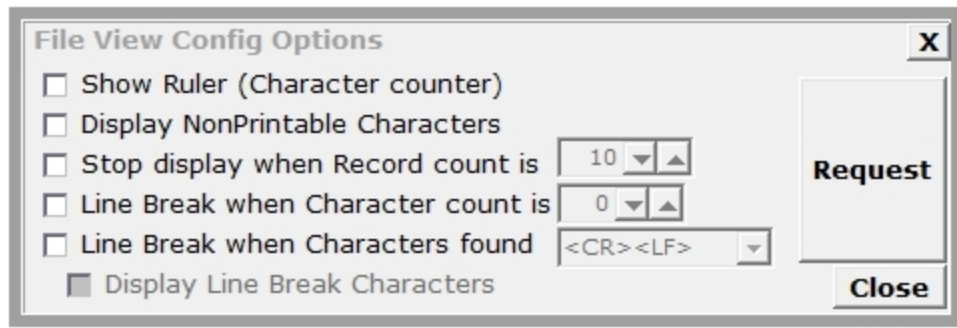 File View Config Options X
Show Ruler (Character counter)
Display NonPrintable Characters
Stop display when Record count is 10
Request
Line Break when Character count is 0
Line Break when Characters found <CR><LF>
Display Line Break Characters
Close